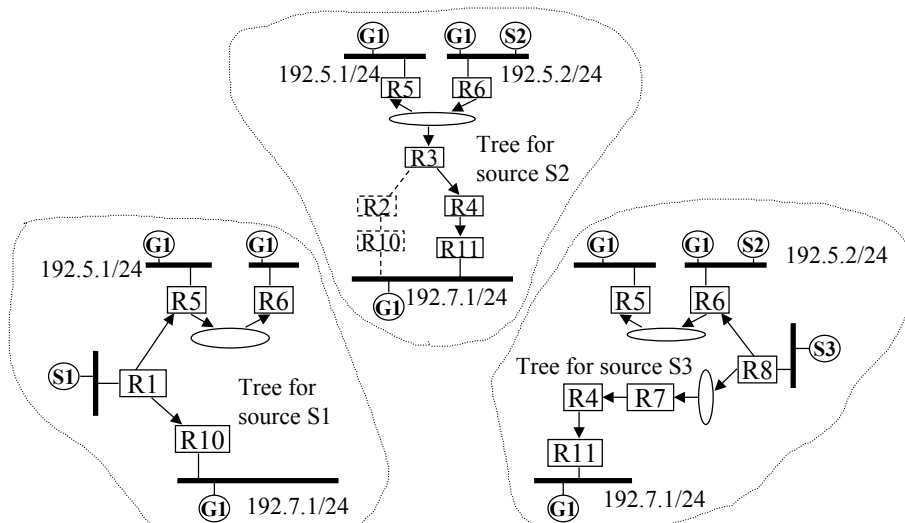 G1 G1 S2
192.5.1/24 192.5.2/24
R5 R6
Tree for
source S2
R3
R2 R4
R10 R11
192.7.1/24
G1
G1 G1
192.5.1/24
R5 R6
S1 R1
Tree for
source S1
R10
192.7.1/24
G1
G1 G1 S2
192.5.2/24
R5 R6
S3
Tree for source S3 R8
R4 R7
R11
192.7.1/24
G1